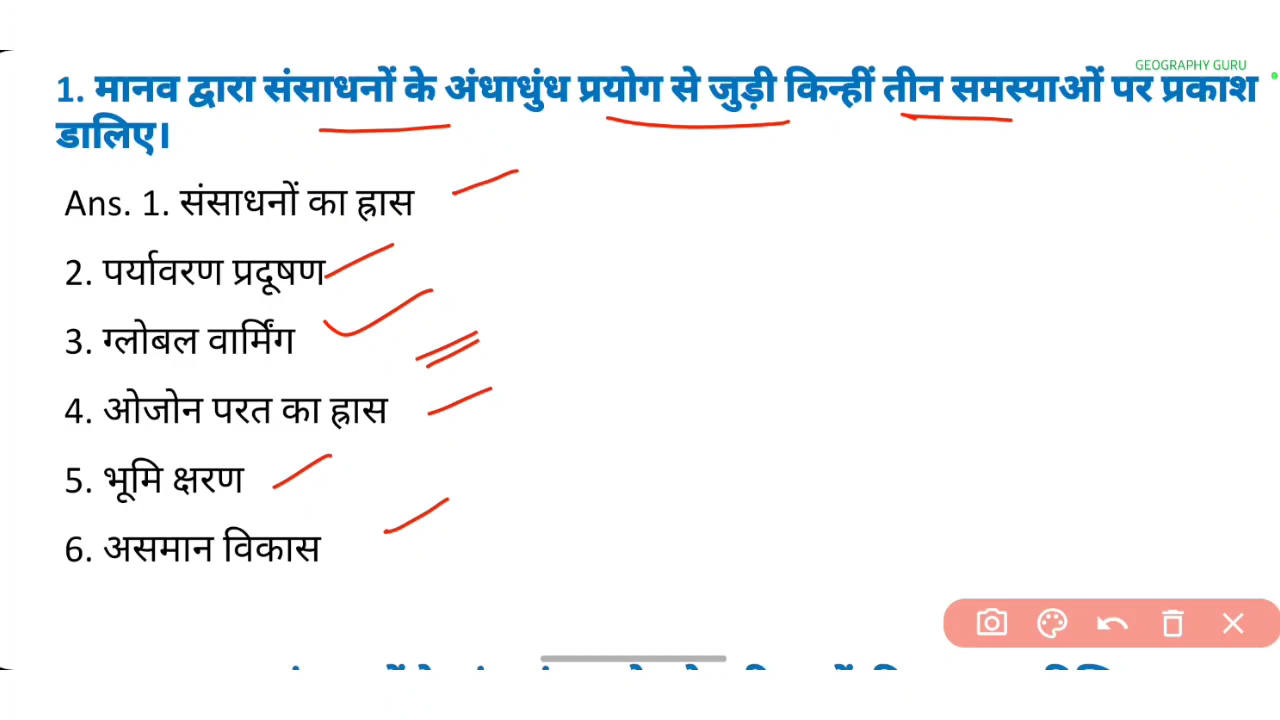 GEOGRAPHY GURU
1. मानव द्वारा संसाधनों के अंधाधुंध प्रयोग से जुड़ी किन्हीं तीन समस्याओं पर प्रकाश
डालिए।
Ans. 1. संसाधनों का ह्रास
2. पर्यावरण प्रदूषण
3. ग्लोबल वार्मिंग
4. ओजोन परत का ह्रास
5. भूमि क्षरण
6. असमान विकास